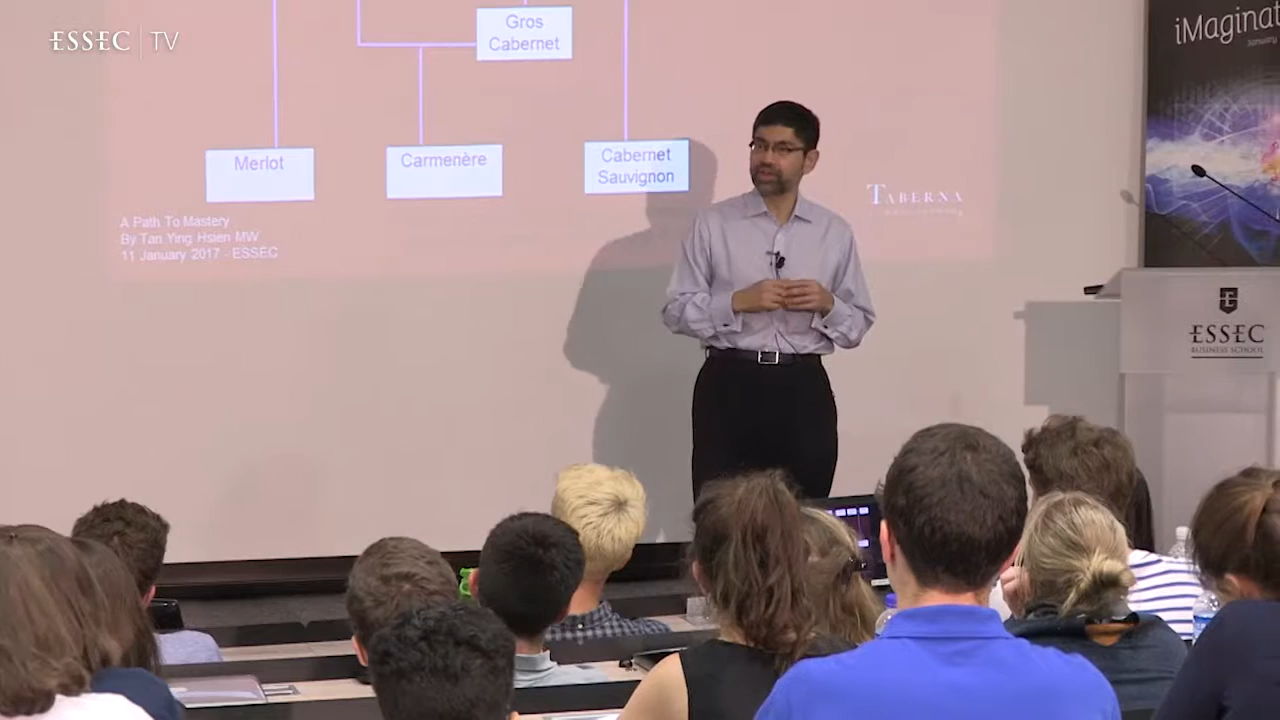 ESSEC TV
iMaginat
January
Gros
Cabernet
Merlot
Carmenère
Cabernet
Sauvignon
TABERNA
A Path To Mastery
By Tan Ying Hsien MW
11 January 2017 - ESSEC
ESSEC
BUSINESS SCHOOL